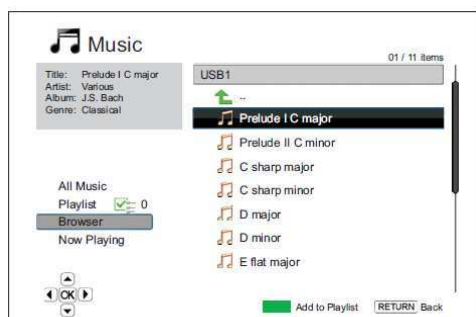 Music
01 / 11 items
Title: Prelude I C major
Artist: Various
Album: J.S. Bach
Genre: Classical
USB1
..
Prelude I C major
Prelude II C minor
C sharp major
C sharp minor
D major
D minor
E flat major
All Music
Playlist 0
Browser
Now Playing
OK
Add to Playlist RETURN Back